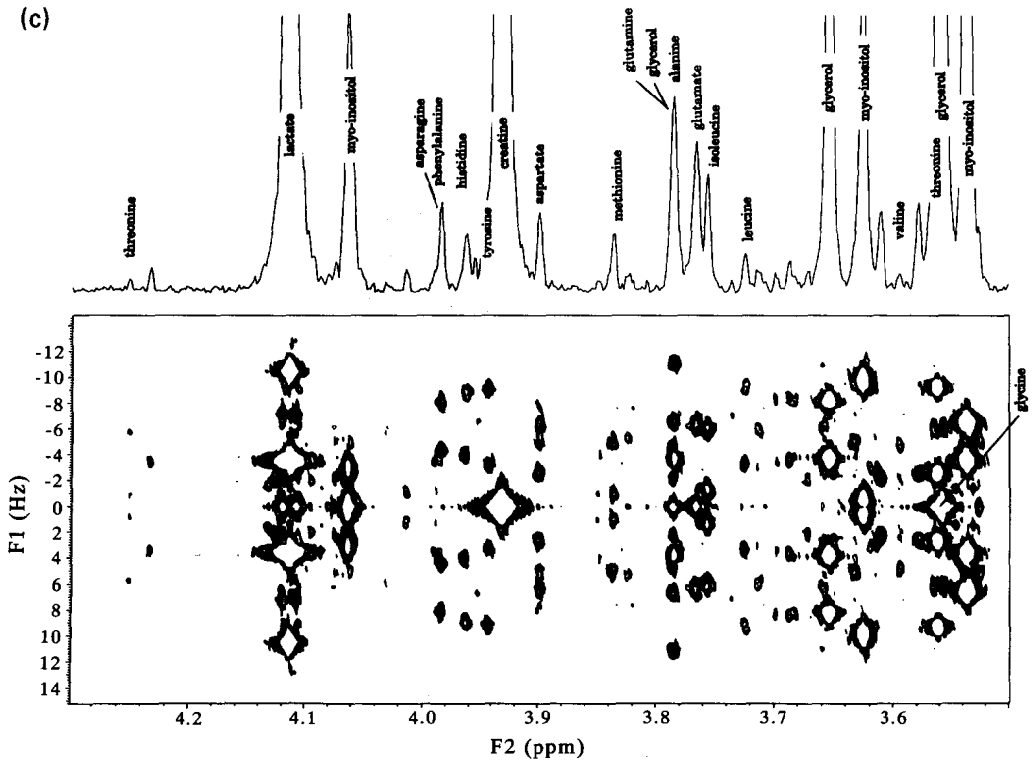 (c)
threonine
lactate
myo-inositol
asparagine
phenylalanine
histidine
tyrosine
creatine
aspartate
methionine
glutamine
glycerol
alanine
glutamate
isoleucine
leucine
glycerol
myo-inositol
valine
threonine
glycerol
myo-inositol
glycine
-12
-10
-8
-6
-4
-2
0
2
4
6
8
10
12
14
F1 (Hz)
4.2 4.1 4.0 3.9 3.8 3.7 3.6
F2 (ppm)